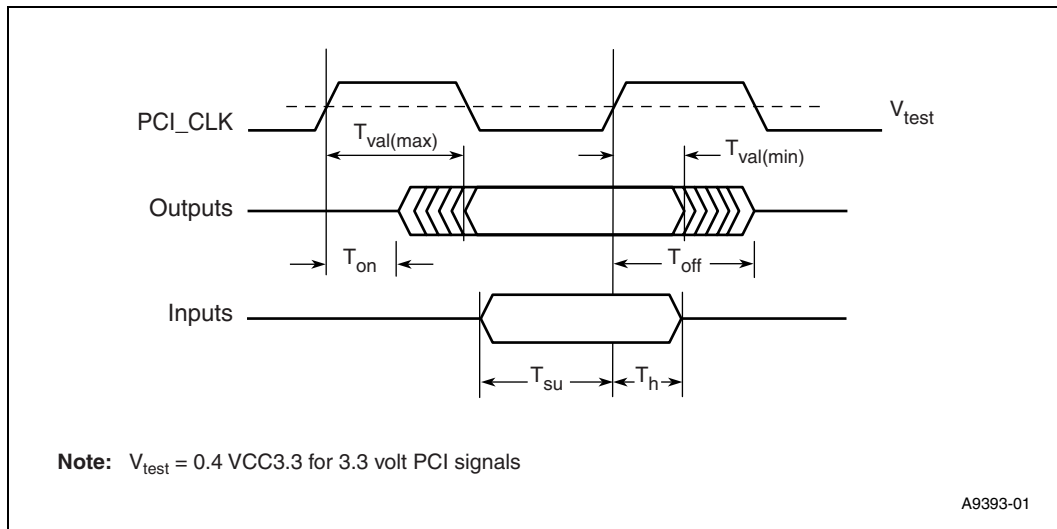 PCI_CLK
V_test
T_val(max)
T_val(min)
Outputs
T_on
T_off
Inputs
T_su
T_h
Note: V_test = 0.4 VCC3.3 for 3.3 volt PCI signals
A9393-01